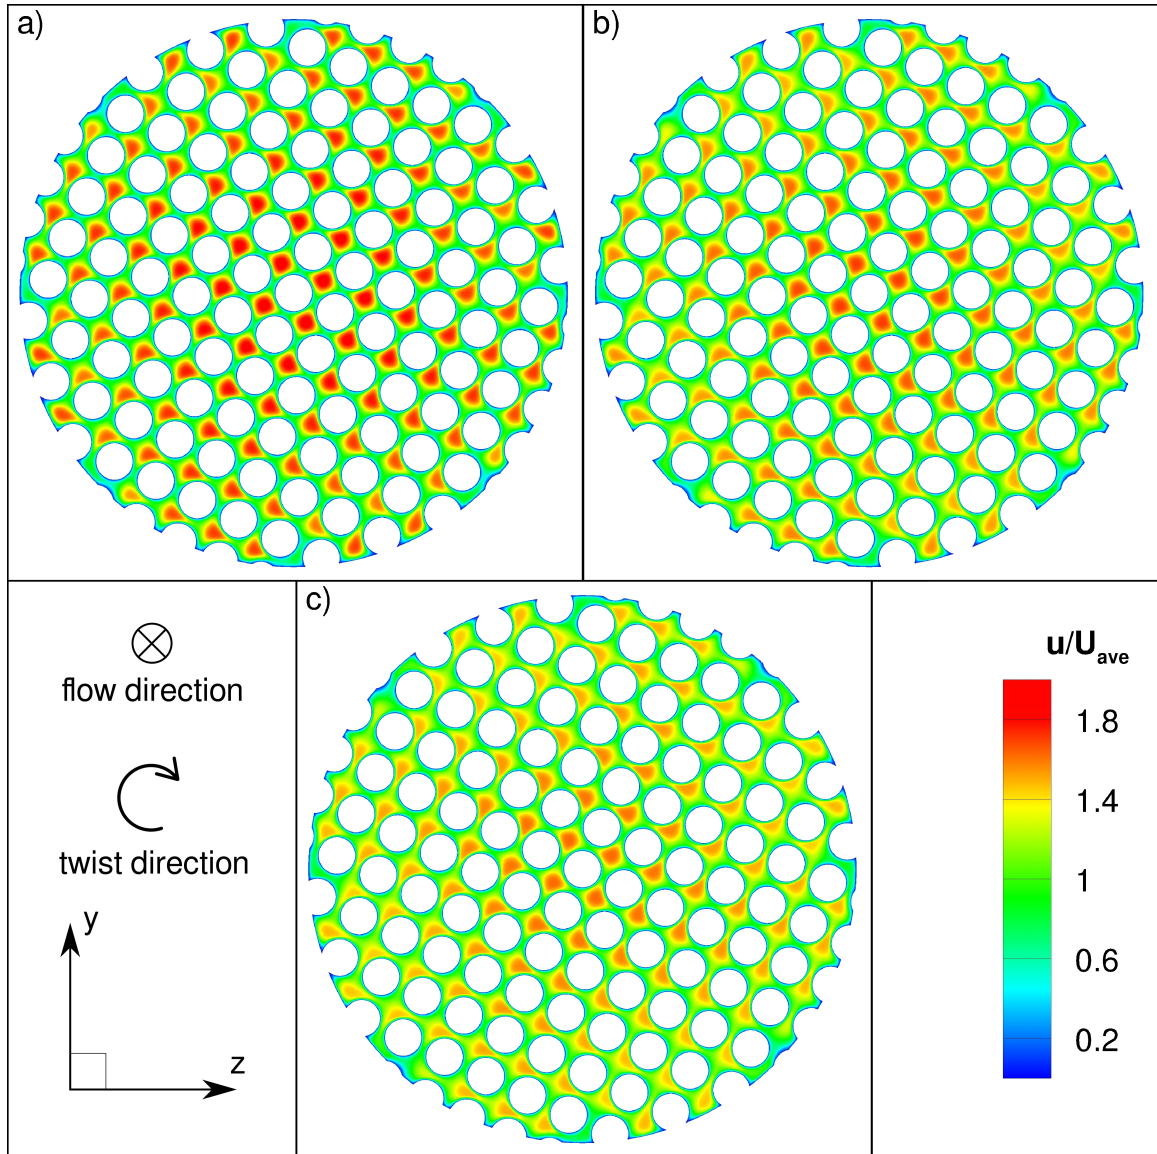 a)
b)
c)
flow direction
twist direction
y
z
u/U_ave
1.8
1.4
1
0.6
0.2